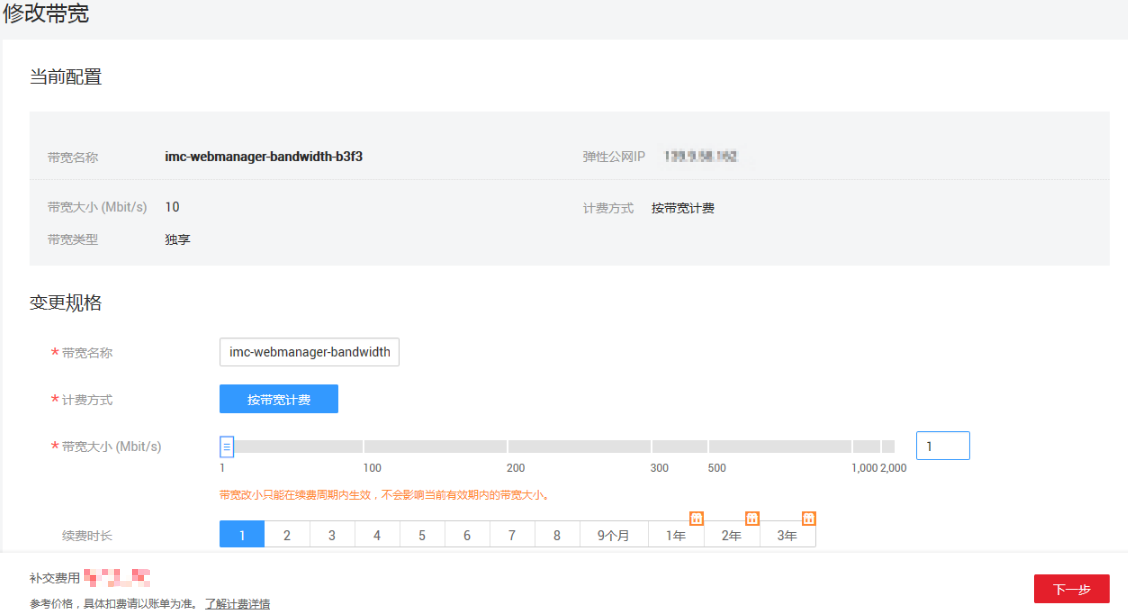 修改带宽
当前配置
带宽名称 imc-webmanager-bandwidth-b3f3 弹性公网IP
带宽大小 (Mbit/s) 10 计费方式 按带宽计费
带宽类型 独享
变更规格
* 带宽名称 imc-webmanager-bandwidth
* 计费方式 按带宽计费
* 带宽大小 (Mbit/s) 1
1 100 200 300 500 1,000 2,000
带宽改小只能在续费周期内生效，不会影响当前有效期内的带宽大小。
续费时长 1 2 3 4 5 6 7 8 9个月 1年 2年 3年
补交费用
参考价格，具体扣费请以账单为准。 了解计费详情
下一步